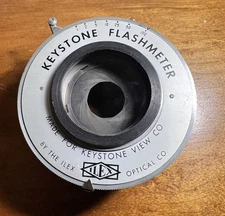 KEYSTONE FLASHMETER
MADE FOR KEYSTONE VIEW CO
BY THE ILEX OPTICAL CO
ILEX